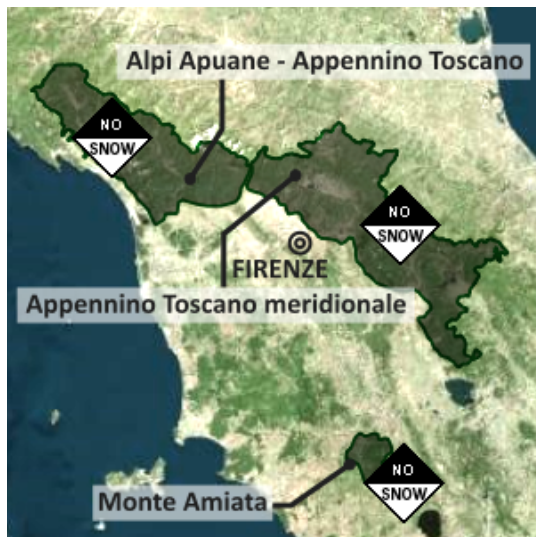 Alpi Apuane - Appennino Toscano
NO
SNOW
NO
SNOW
FIRENZE
Appennino Toscano meridionale
NO
SNOW
Monte Amiata